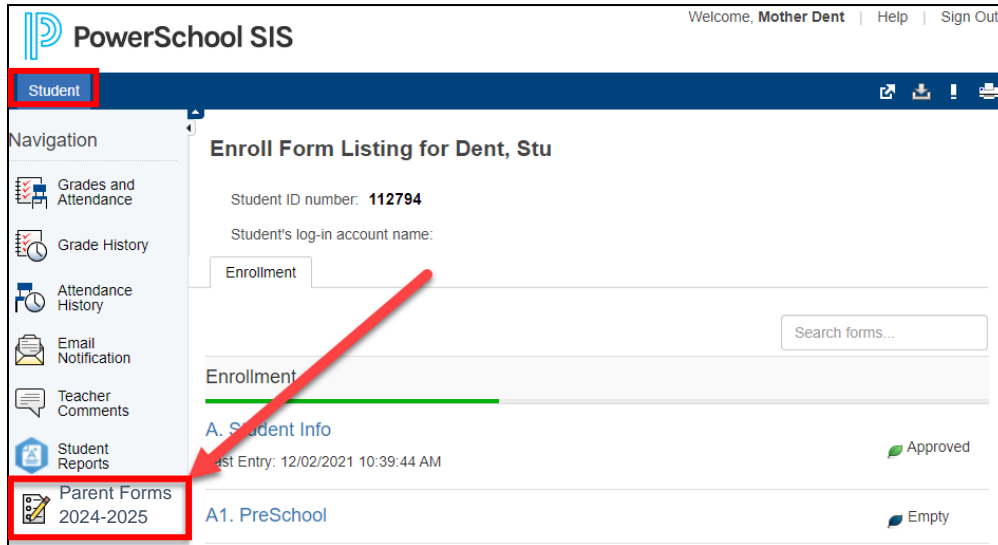 PowerSchool SIS
Welcome, Mother Dent | Help | Sign Out
Student
Navigation
Grades and
Attendance
Grade History
Attendance
History
Email
Notification
Teacher
Comments
Student
Reports
Parent Forms
2024-2025
Enroll Form Listing for Dent, Stu
Student ID number: 112794
Student's log-in account name:
Enrollment
Search forms...
Enrollment
A. Student Info
Last Entry: 12/02/2021 10:39:44 AM
Approved
A1. PreSchool
Empty